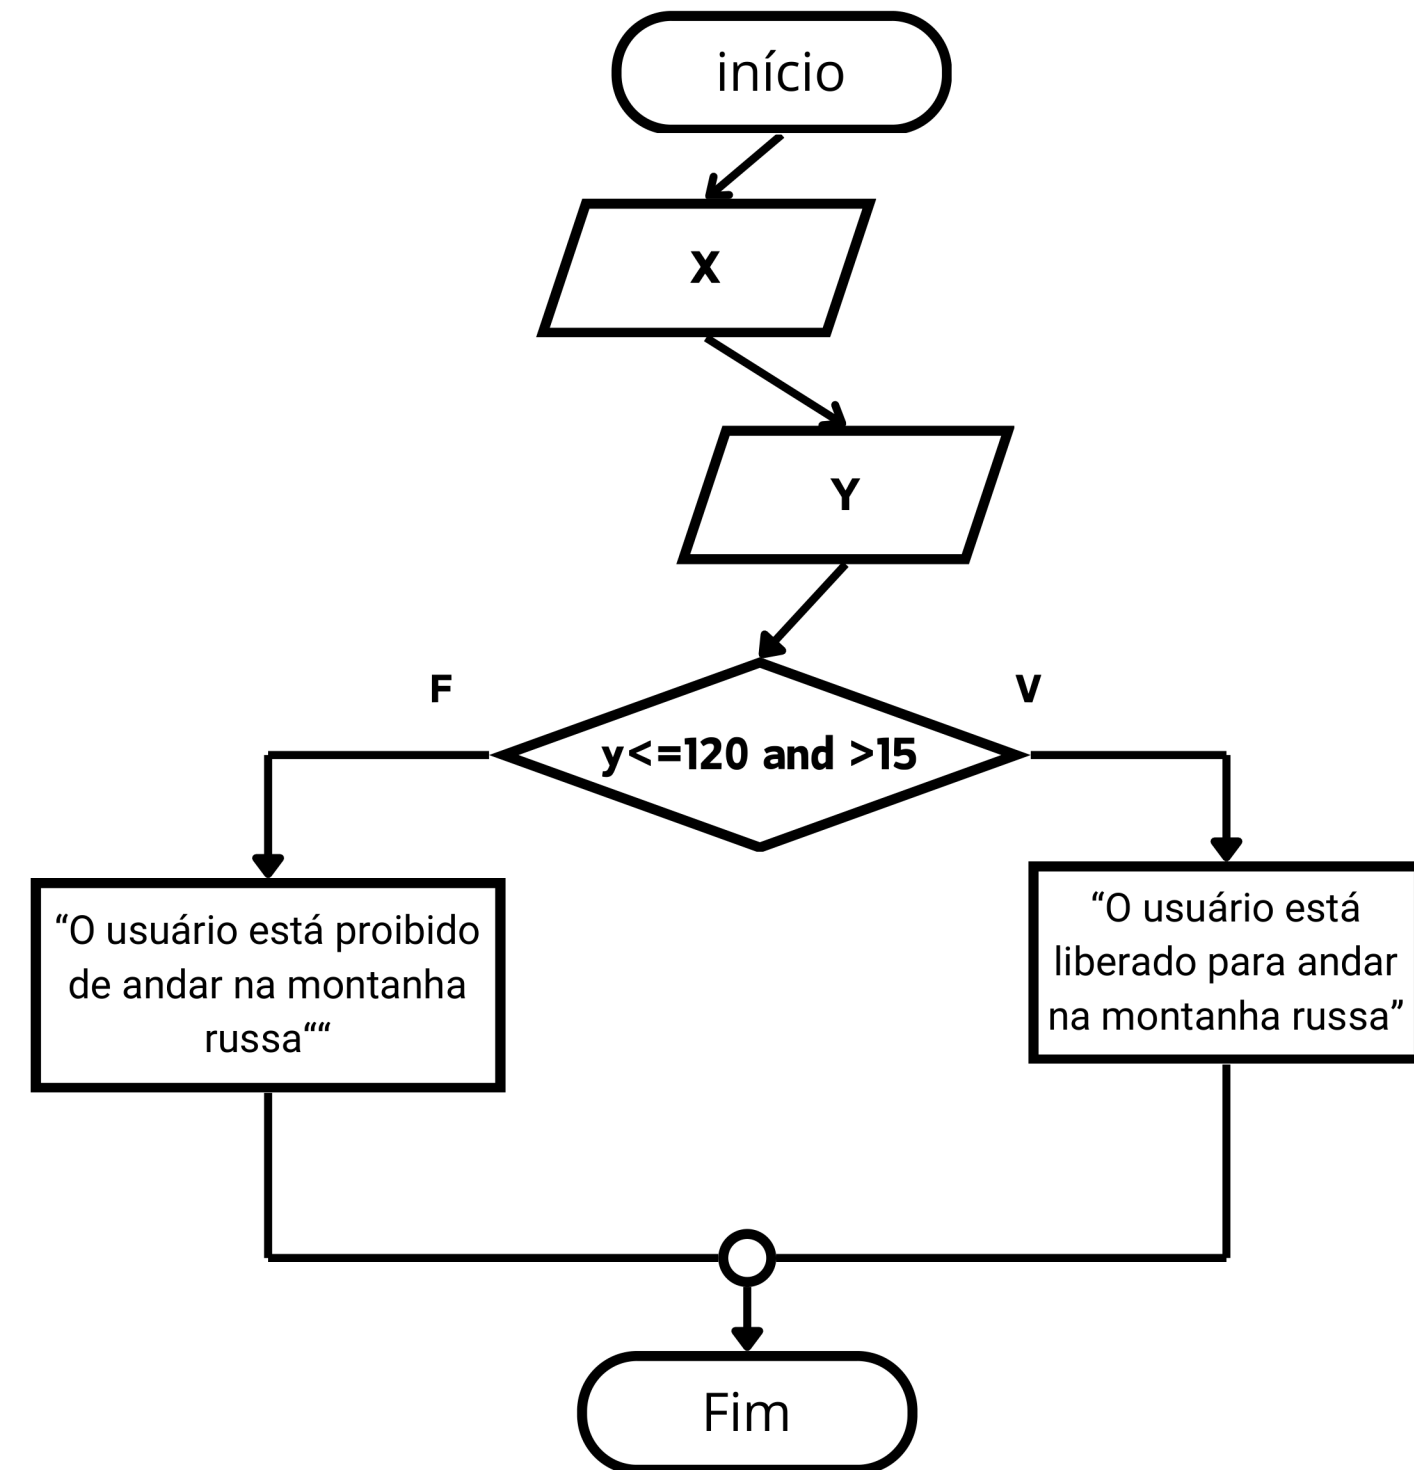 início
X
Y
F
V
y<=120 and >15
“O usuário está proibido
de andar na montanha
russa““
“O usuário está
liberado para andar
na montanha russa”
Fim